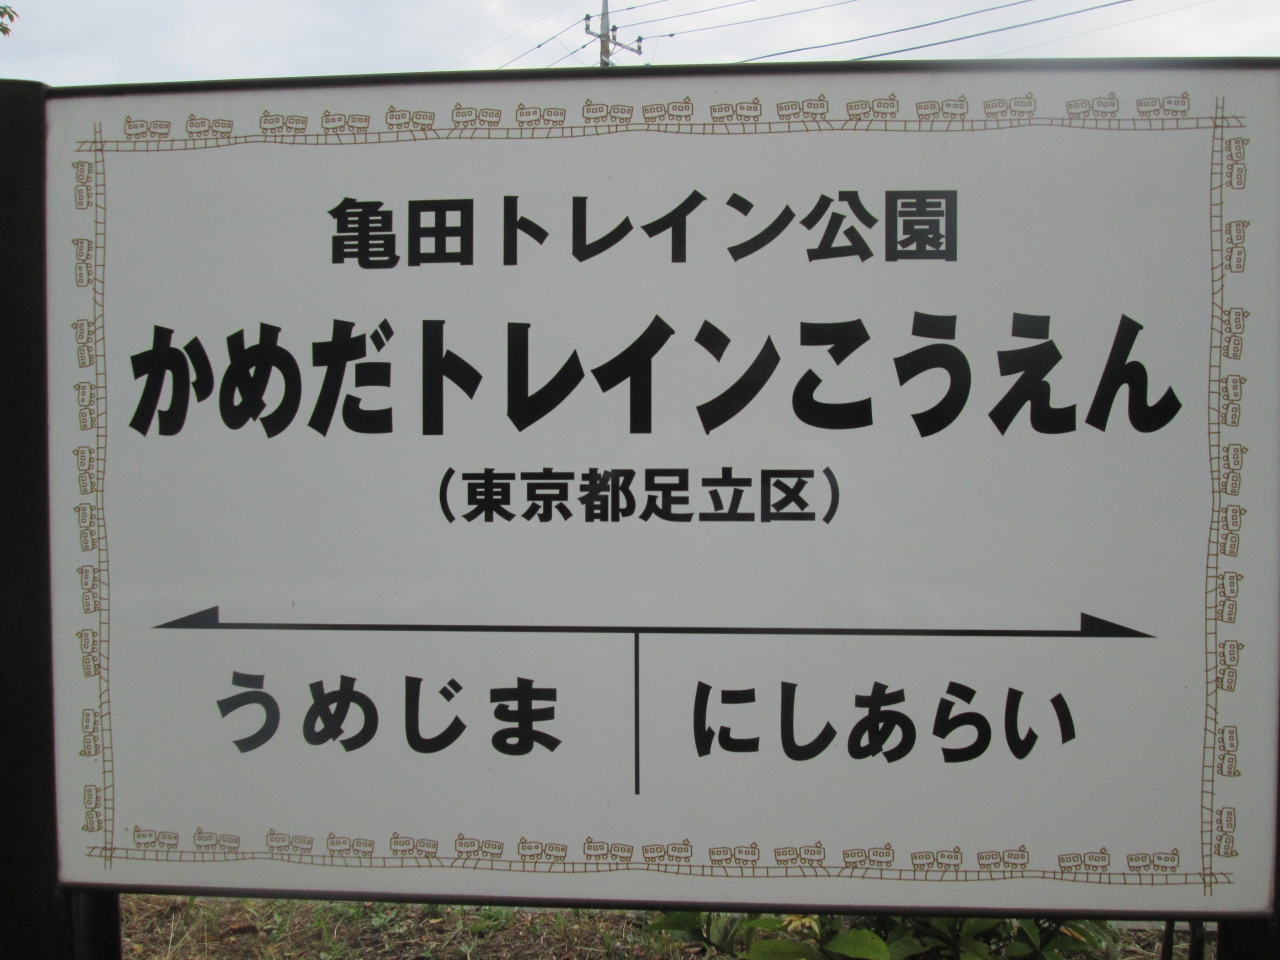 亀田トレイン公園
かめだトレインこうえん
（東京都足立区）
うめじま
にしあらい